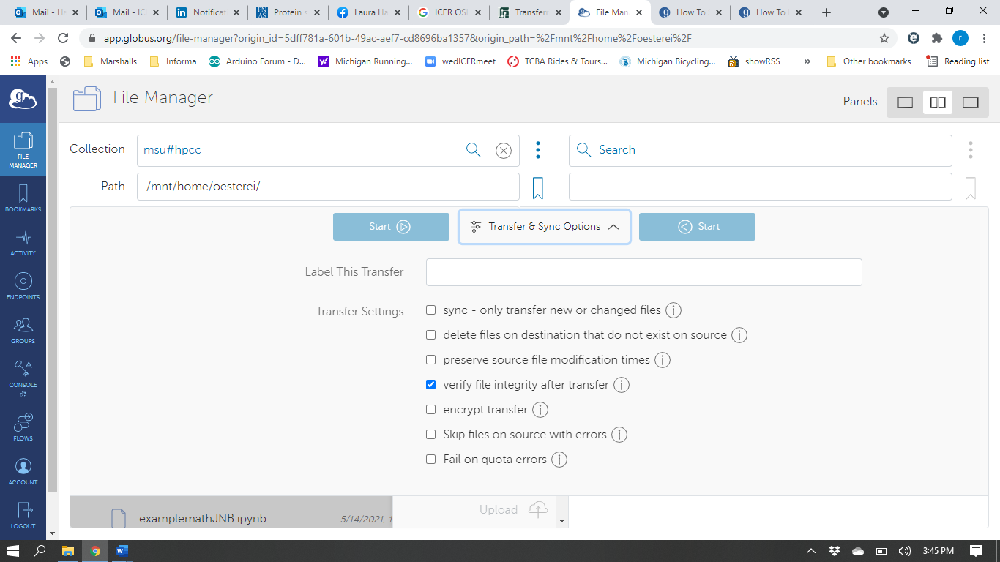 Mail - Ha
Mail - IC
Notificat
Protein s
Laura Ha
ICER OS
Transfer
File Man
How To
How To
app.globus.org/file-manager?origin_id=5dff781a-601b-49ac-aef7-cd8696ba1357&origin_path=%2Fmnt%2Fhome%2Foesterei%2F
r
Apps
Marshalls
Informa
Arduino Forum - D...
Michigan Running...
wedICERmeet
TCBA Rides & Tours...
Michigan Bicycling...
showRSS
»
Other bookmarks
Reading list
File Manager
Panels
FILE
MANAGER
BOOKMARKS
ACTIVITY
ENDPOINTS
GROUPS
CONSOLE
FLOWS
ACCOUNT
LOGOUT
Collection
msu#hpcc
Search
Path
/mnt/home/oesterei/
Start
Transfer & Sync Options
Start
Label This Transfer
Transfer Settings
sync - only transfer new or changed files
delete files on destination that do not exist on source
preserve source file modification times
verify file integrity after transfer
encrypt transfer
Skip files on source with errors
Fail on quota errors
examplemathJNB.ipynb
5/14/2021, 1
Upload
3:45 PM